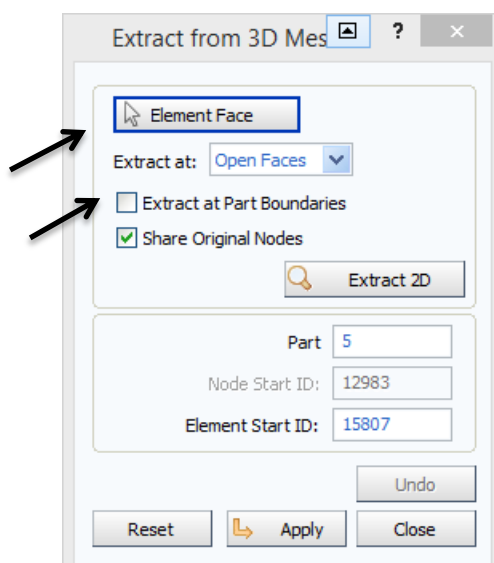 Extract from 3D Mes ?
Element Face
Extract at: Open Faces
Extract at Part Boundaries
Share Original Nodes
Extract 2D
Part 5
Node Start ID: 12983
Element Start ID: 15807
Undo
Reset Apply Close